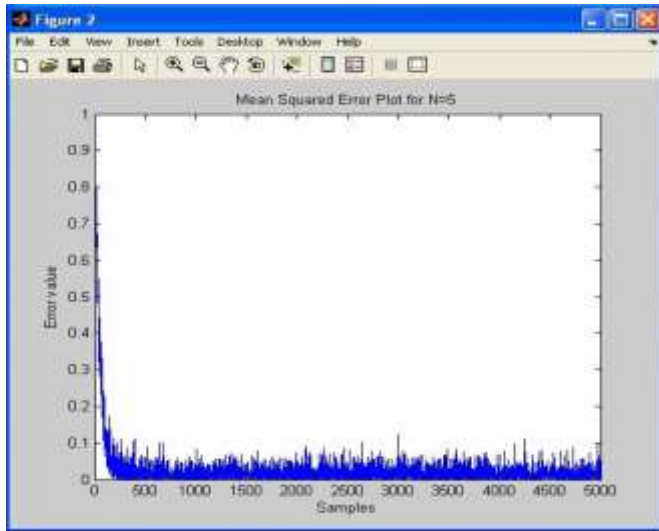 Figure 2
File Edit View Insert Tools Desktop Window Help
Mean Squared Error Plot for N=5
1
0.9
0.8
0.7
0.6
0.5
0.4
0.3
0.2
0.1
0
Error value
0 500 1000 1500 2000 2500 3000 3500 4000 4500 5000
Samples